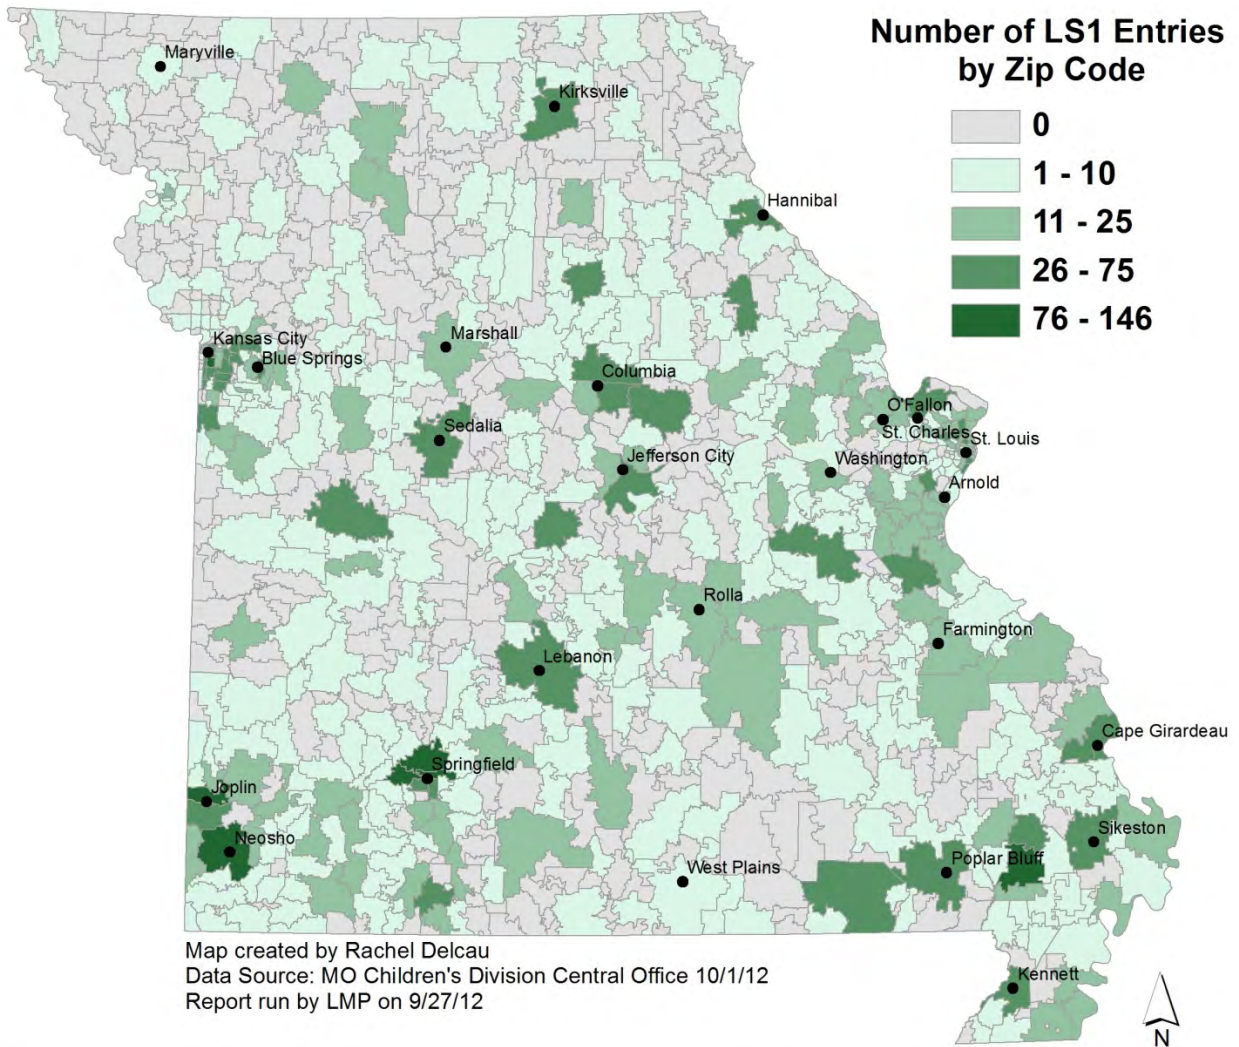 Number of LS1 Entries
by Zip Code
0
1 - 10
11 - 25
26 - 75
76 - 146
Maryville
Kirksville
Hannibal
Kansas City
Blue Springs
Marshall
Columbia
O'Fallon
St. Charles
St. Louis
Sedalia
Jefferson City
Washington
Arnold
Rolla
Farmington
Lebanon
Cape Girardeau
Springfield
Joplin
Neosho
Sikeston
Poplar Bluff
West Plains
Kennett
Map created by Rachel Delcau
Data Source: MO Children's Division Central Office 10/1/12
Report run by LMP on 9/27/12
N